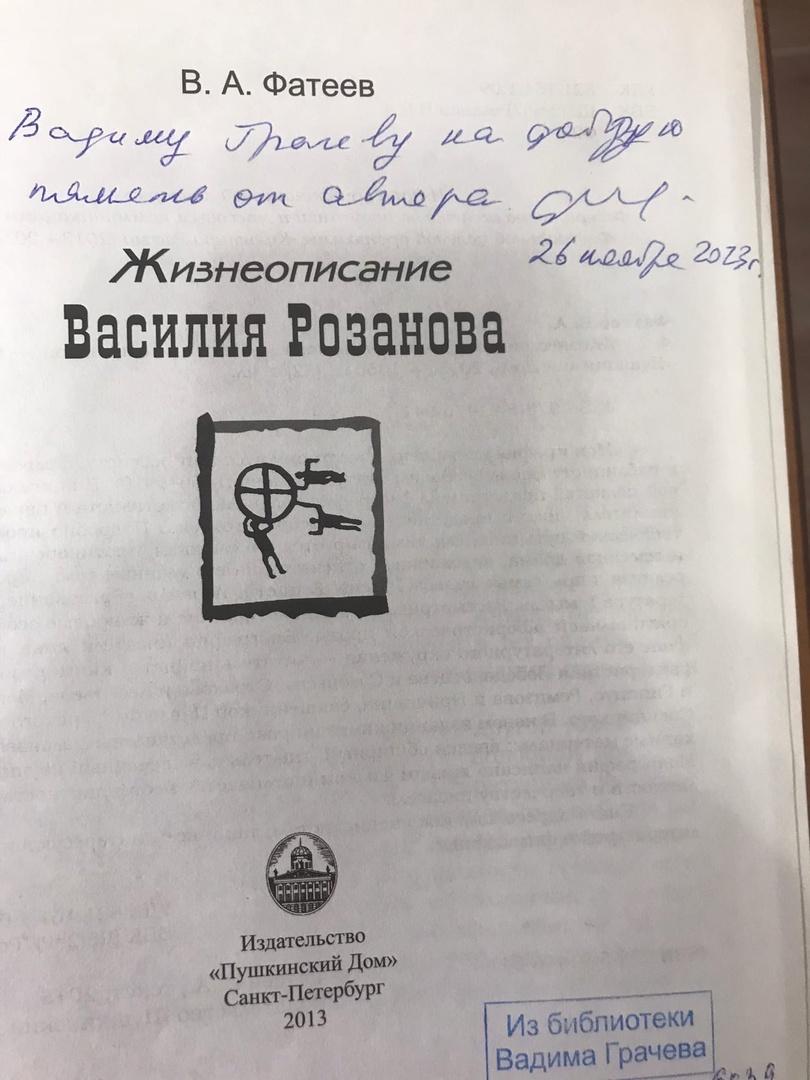 В. А. Фатеев
Вадиму Грачеву на добрую
память от автора
26 ноября 2013г.
Жизнеописание
Василия Розанова
Издательство
«Пушкинский Дом»
Санкт-Петербург
2013
Из библиотеки
Вадима Грачева